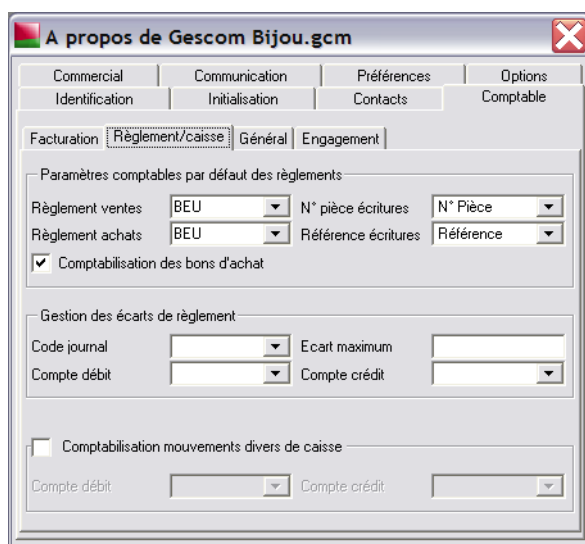 A propos de Gescom Bijou.gcm
Commercial Communication Préférences Options
Identification Initialisation Contacts Comptable
Facturation Règlement/caisse Général Engagement
Paramètres comptables par défaut des règlements
Règlement ventes BEU N° pièce écritures N° Pièce
Règlement achats BEU Référence écritures Référence
Comptabilisation des bons d'achat
Gestion des écarts de règlement
Code journal Ecart maximum
Compte débit Compte crédit
Comptabilisation mouvements divers de caisse
Compte débit Compte crédit